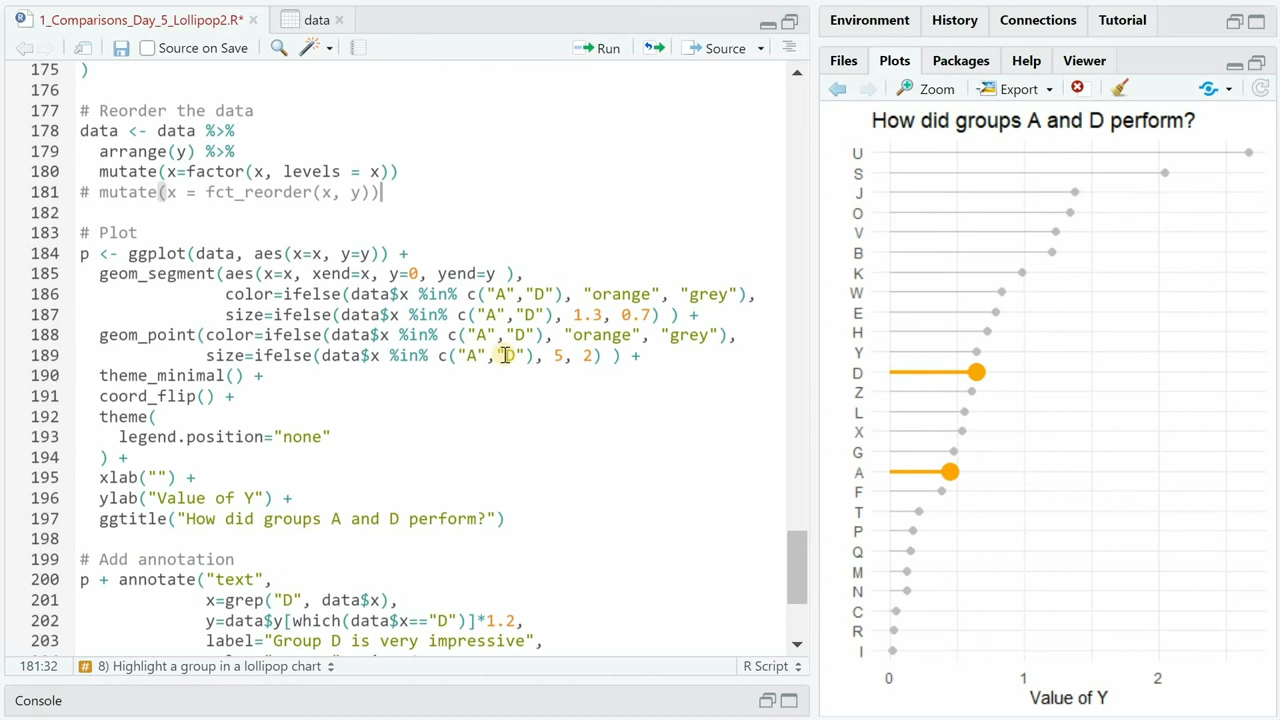 1_Comparisons_Day_5_Lollipop2.R*
data
Source on Save
Run
Source
175 )
176
177 # Reorder the data
178 data <- data %>%
179 arrange(y) %>%
180 mutate(x=factor(x, levels = x))
181 # mutate(x = fct_reorder(x, y))
182
183 # Plot
184 p <- ggplot(data, aes(x=x, y=y)) +
185 geom_segment(aes(x=x, xend=x, y=0, yend=y ),
186 color=ifelse(data$x %in% c("A","D"), "orange", "grey"),
187 size=ifelse(data$x %in% c("A","D"), 1.3, 0.7) ) +
188 geom_point(color=ifelse(data$x %in% c("A","D"), "orange", "grey"),
189 size=ifelse(data$x %in% c("A","D"), 5, 2) ) +
190 theme_minimal() +
191 coord_flip() +
192 theme(
193 legend.position="none"
194 ) +
195 xlab("") +
196 ylab("Value of Y") +
197 ggtitle("How did groups A and D perform?")
198
199 # Add annotation
200 p + annotate("text",
201 x=grep("D", data$x),
202 y=data$y[which(data$x=="D")]*1.2,
203 label="Group D is very impressive",
181:32
# 8) Highlight a group in a lollipop chart
R Script
Console
Environment
History
Connections
Tutorial
Files
Plots
Packages
Help
Viewer
Zoom
Export
How did groups A and D perform?
U
S
J
O
V
B
K
W
E
H
Y
D
Z
L
X
G
A
F
T
P
Q
M
N
C
R
I
0 1 2
Value of Y